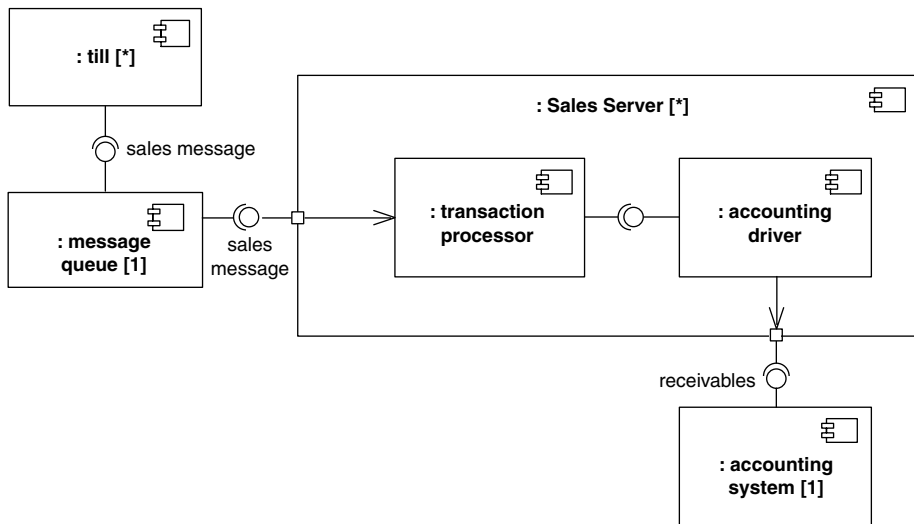 : till [*]
sales message
: Sales Server [*]
: message
queue [1]
sales
message
: transaction
processor
: accounting
driver
receivables
: accounting
system [1]